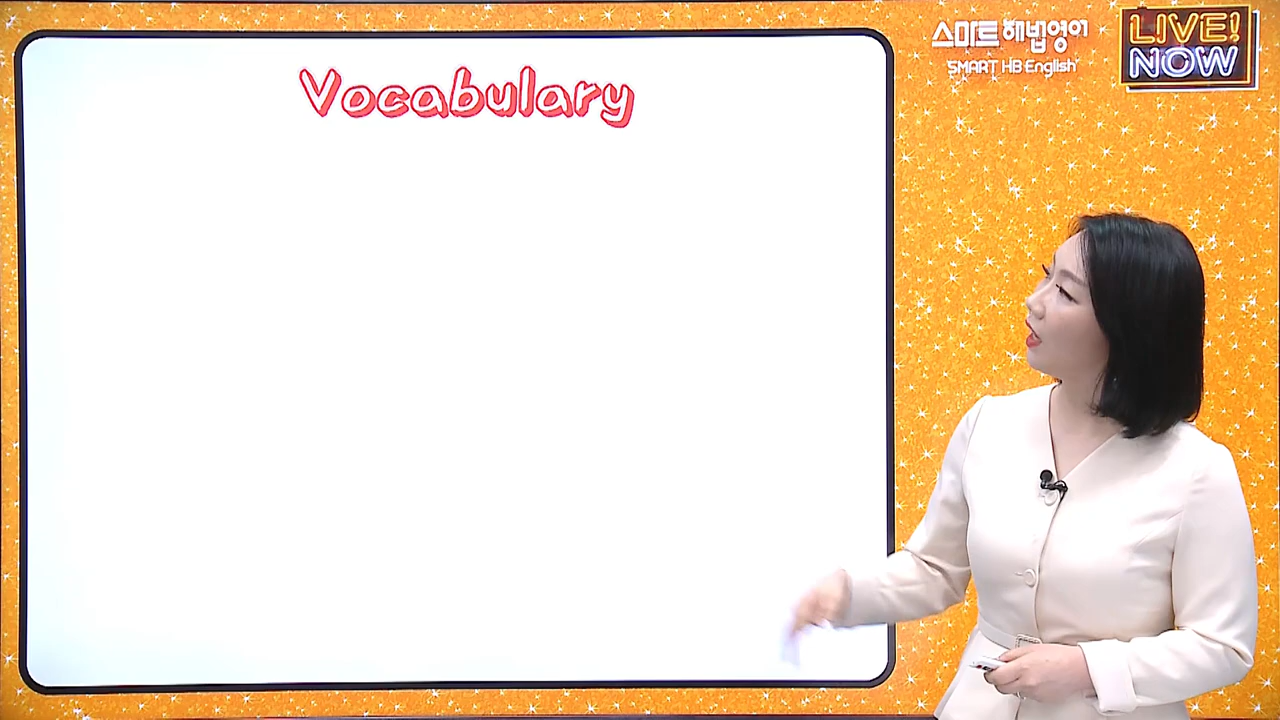 Vocabulary
스마트 해법영어
SMART HB English
LIVE!
NOW